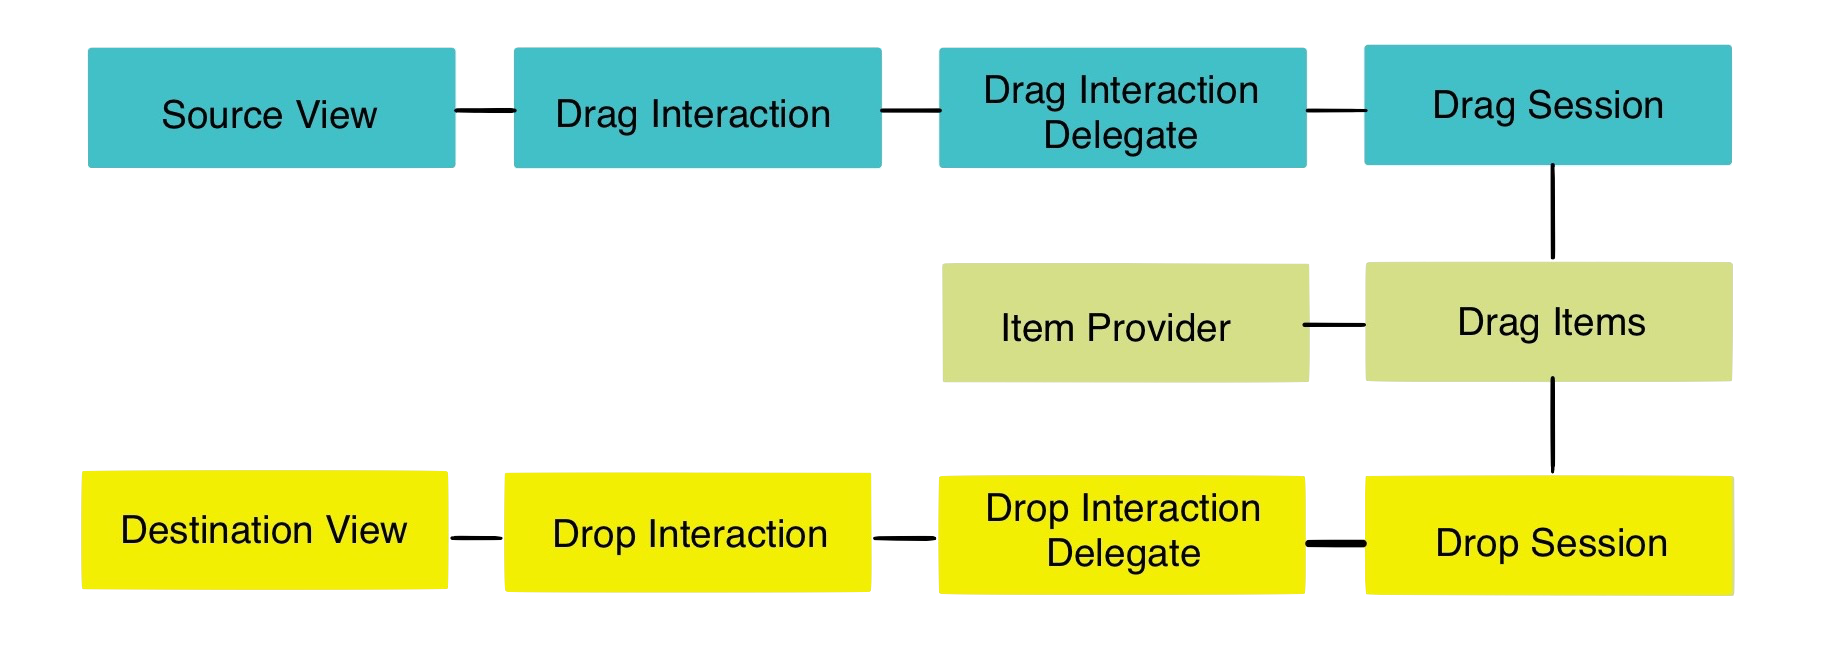 Source View
Drag Interaction
Drag Interaction
Delegate
Drag Session
Item Provider
Drag Items
Destination View
Drop Interaction
Drop Interaction
Delegate
Drop Session